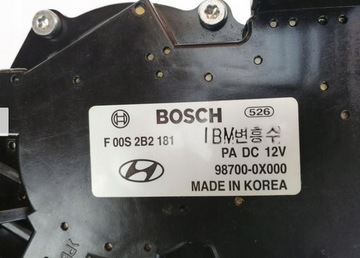 BOSCH 526
F 00S 2B2 181 IBM변흥수
PA DC 12V
98700-0X000
MADE IN KOREA